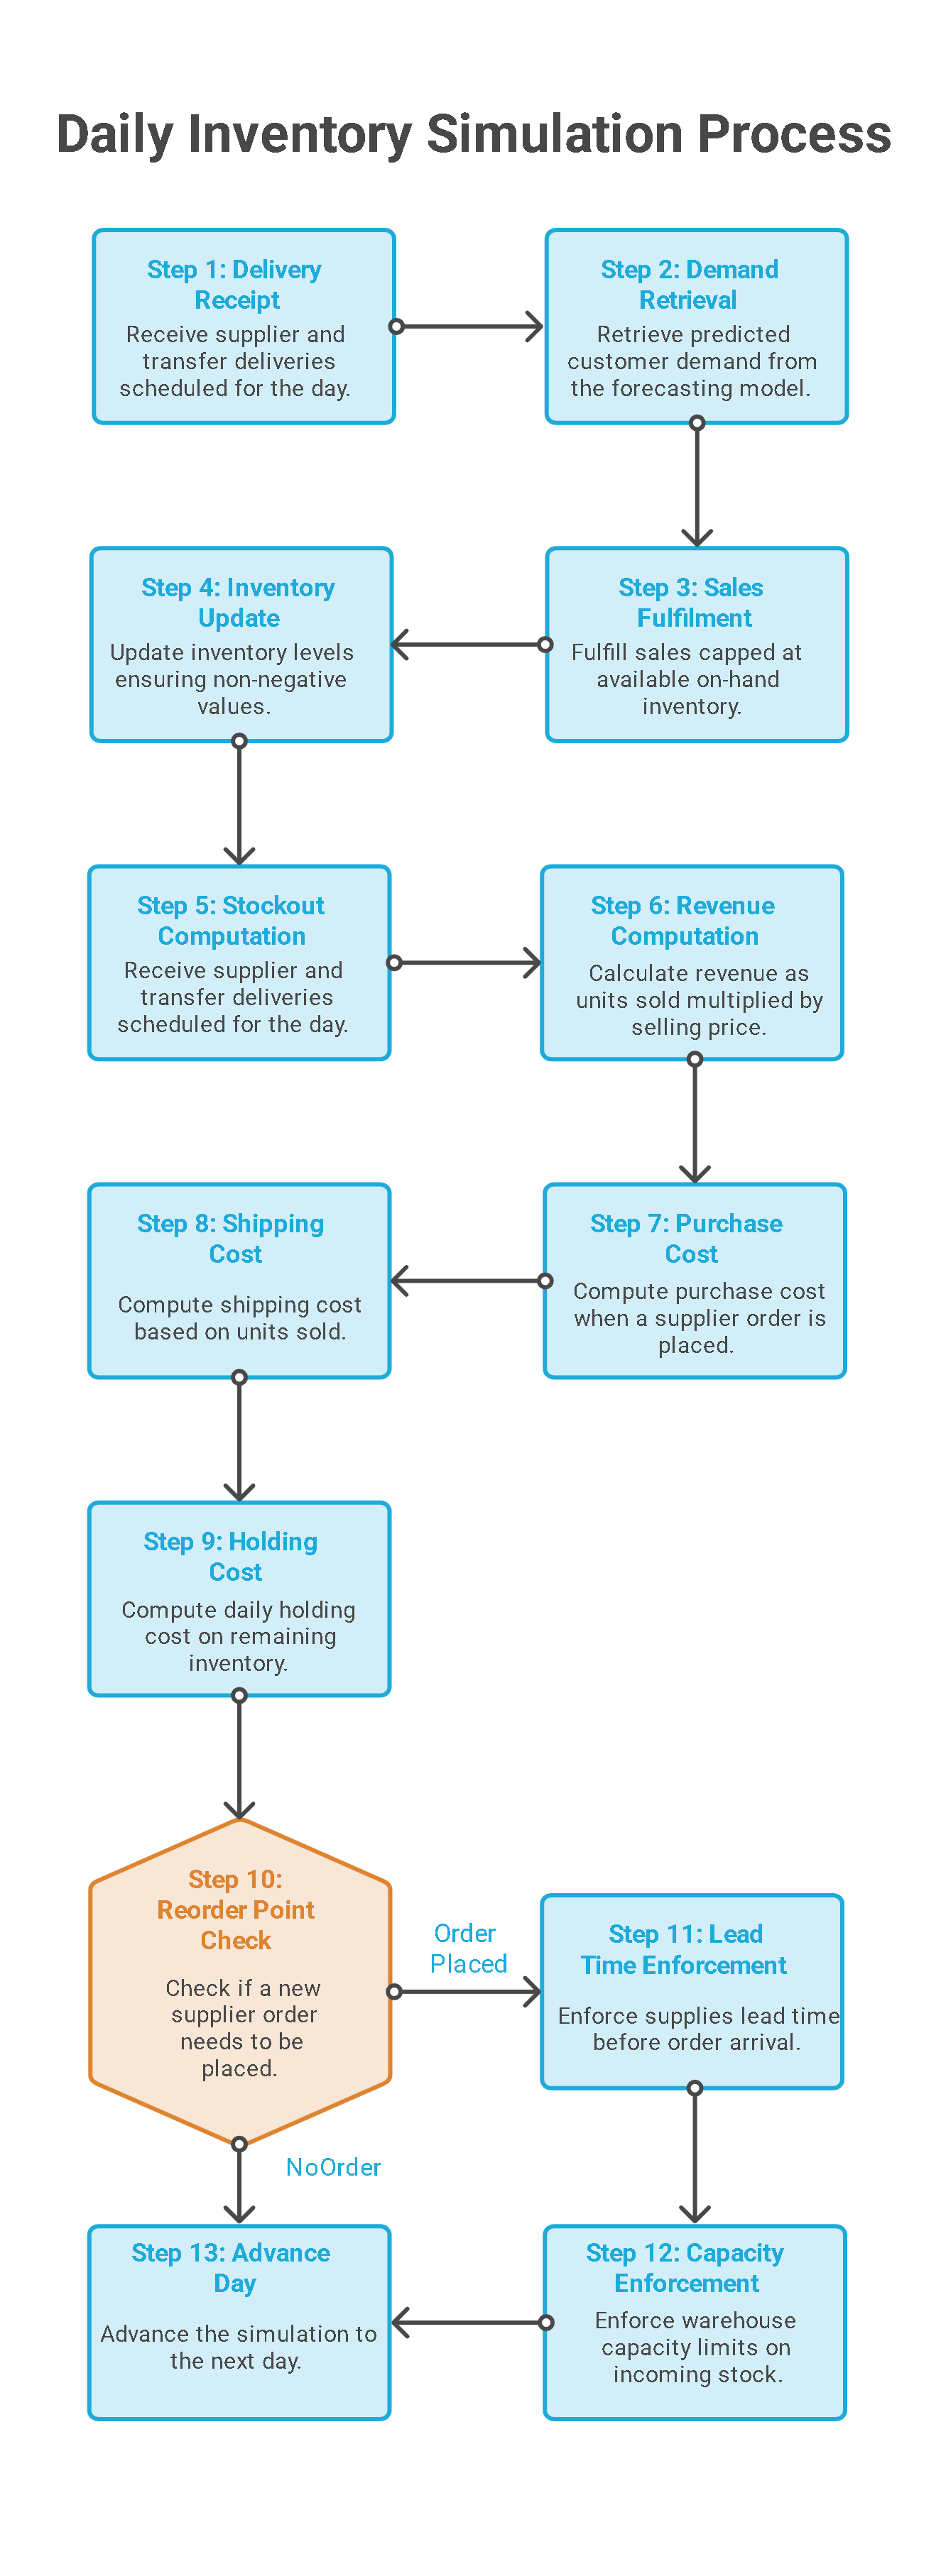 Daily Inventory Simulation Process
Step 1: Delivery
Receipt
Receive supplier and
transfer deliveries
scheduled for the day.
Step 2: Demand
Retrieval
Retrieve predicted
customer demand from
the forecasting model.
Step 3: Sales
Fulfilment
Fulfill sales capped at
available on-hand
inventory.
Step 4: Inventory
Update
Update inventory levels
ensuring non-negative
values.
Step 5: Stockout
Computation
Receive supplier and
transfer deliveries
scheduled for the day.
Step 6: Revenue
Computation
Calculate revenue as
units sold multiplied by
selling price.
Step 7: Purchase
Cost
Compute purchase cost
when a supplier order is
placed.
Step 8: Shipping
Cost
Compute shipping cost
based on units sold.
Step 9: Holding
Cost
Compute daily holding
cost on remaining
inventory.
Step 10:
Reorder Point
Check
Check if a new
supplier order
needs to be
placed.
Order
Placed
Step 11: Lead
Time Enforcement
Enforce supplies lead time
before order arrival.
NoOrder
Step 12: Capacity
Enforcement
Enforce warehouse
capacity limits on
incoming stock.
Step 13: Advance
Day
Advance the simulation to
the next day.